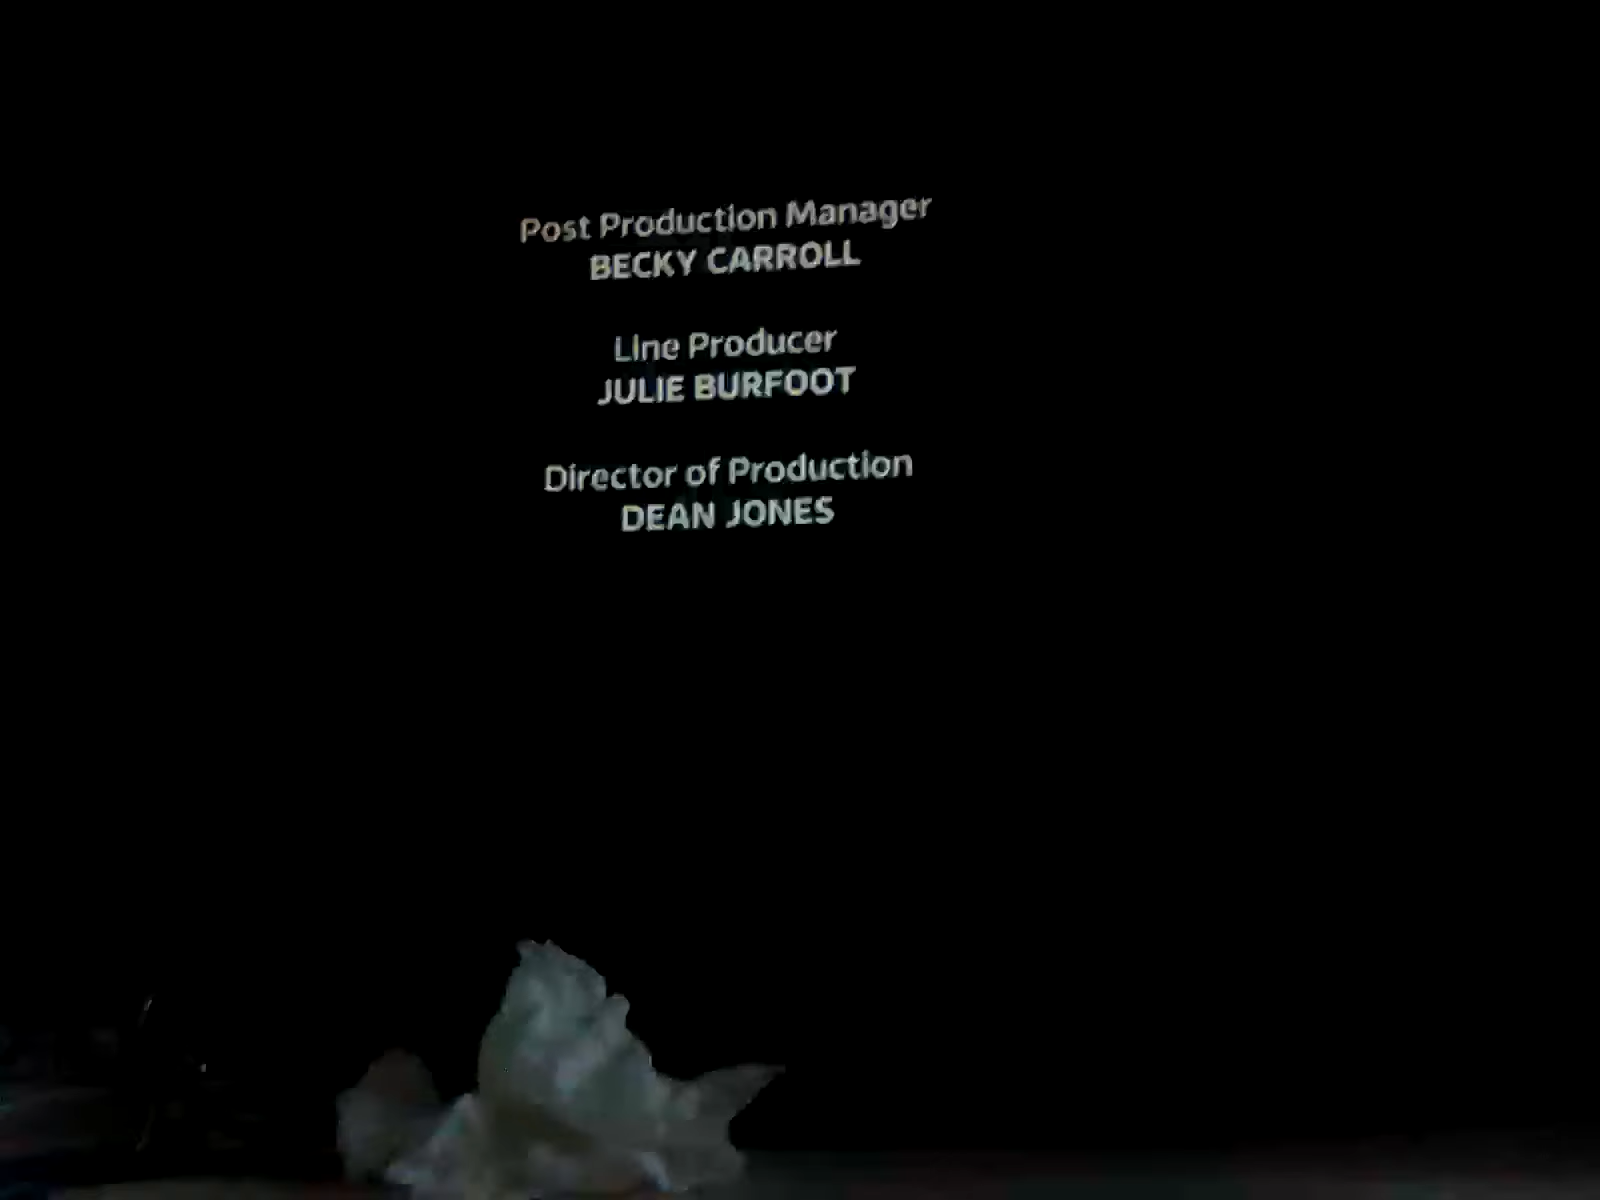 Post Production Manager
BECKY CARROLL
Line Producer
JULIE BURFOOT
Director of Production
DEAN JONES